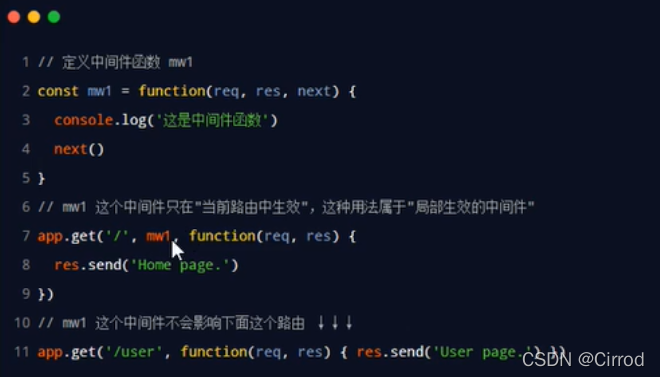 1 // 定义中间件函数 mw1
2 const mw1 = function(req, res, next) {
3 console.log('这是中间件函数')
4 next()
5 }
6 // mw1 这个中间件只在"当前路由中生效"，这种用法属于"局部生效的中间件"
7 app.get('/', mw1, function(req, res) {
8 res.send('Home page.')
9 })
10 // mw1 这个中间件不会影响下面这个路由 ↓↓↓
11 app.get('/user', function(req, res) { res.send('User page.') })
CSDN @Cirrod